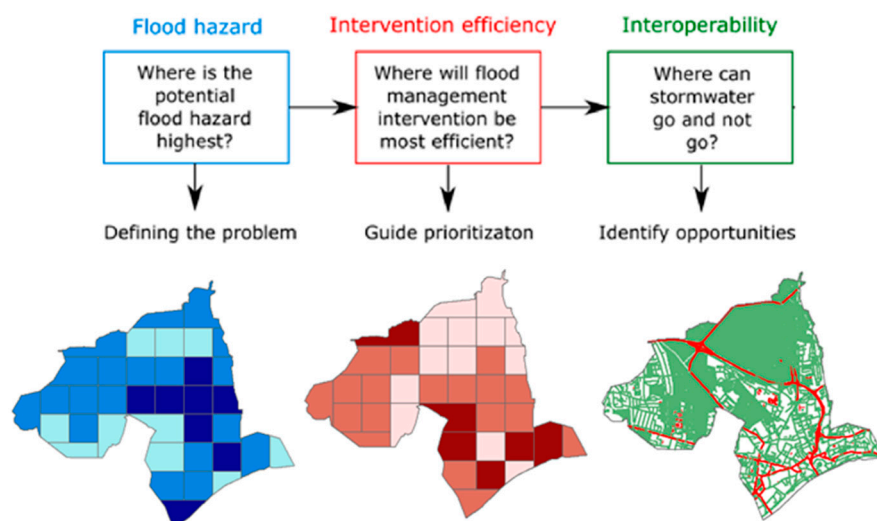 Flood hazard
Intervention efficiency
Interoperability
Where is the
potential
flood hazard
highest?
Where will flood
management
intervention be
most efficient?
Where can
stormwater
go and not
go?
Defining the problem
Guide prioritizaton
Identify opportunities